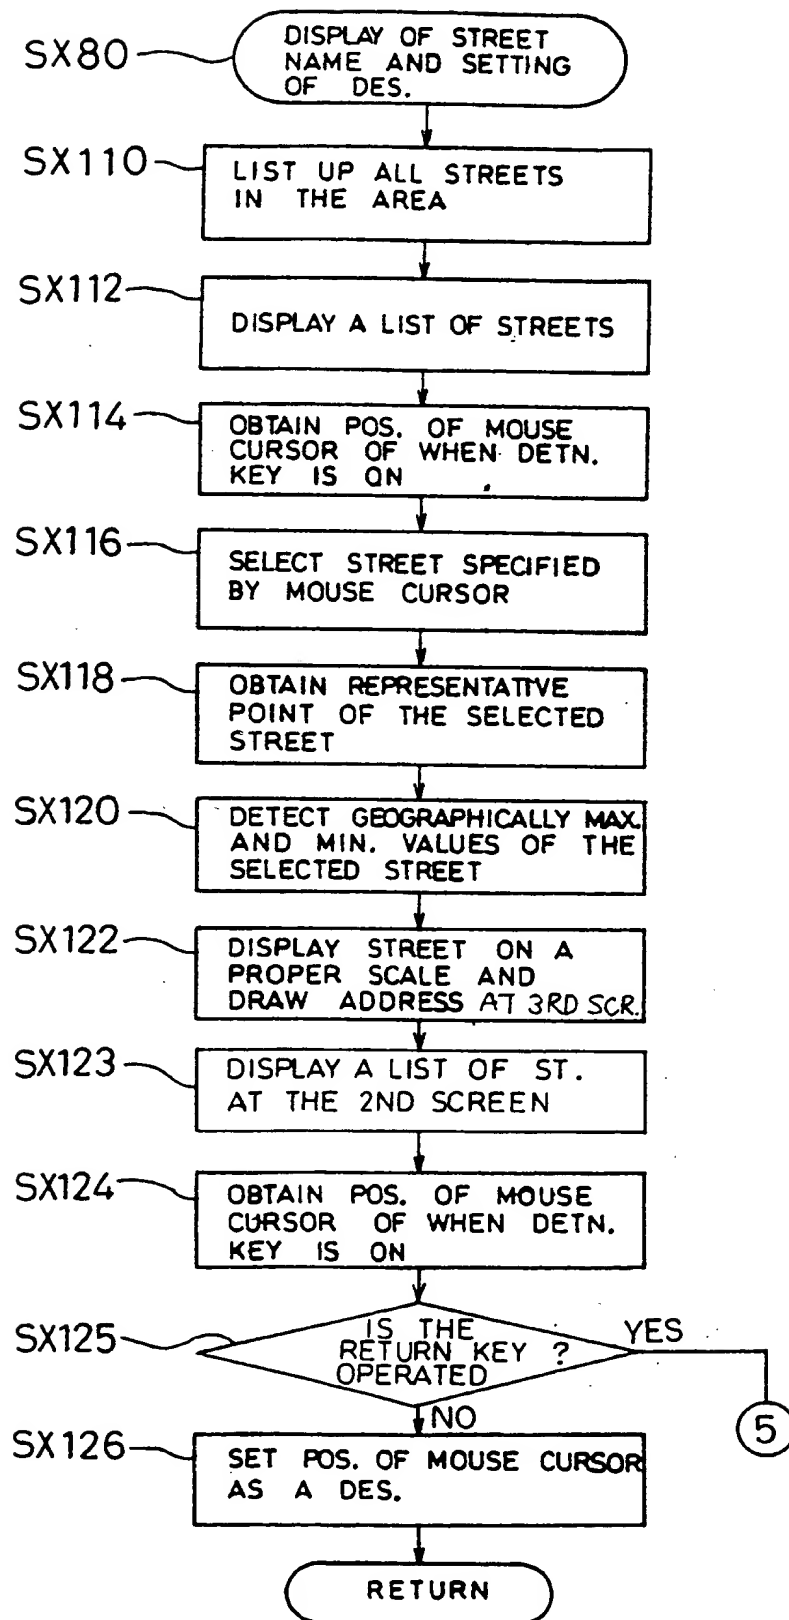 SX80
DISPLAY OF STREET
NAME AND SETTING
OF DES.
SX110
LIST UP ALL STREETS
IN THE AREA
SX112
DISPLAY A LIST OF STREETS
SX114
OBTAIN POS. OF MOUSE
CURSOR OF WHEN DETN.
KEY IS ON
SX116
SELECT STREET SPECIFIED
BY MOUSE CURSOR
SX118
OBTAIN REPRESENTATIVE
POINT OF THE SELECTED
STREET
SX120
DETECT GEOGRAPHICALLY MAX.
AND MIN. VALUES OF THE
SELECTED STREET
SX122
DISPLAY STREET ON A
PROPER SCALE AND
DRAW ADDRESS AT 3RD SCR.
SX123
DISPLAY A LIST OF ST.
AT THE 2ND SCREEN
SX124
OBTAIN POS. OF MOUSE
CURSOR OF WHEN DETN.
KEY IS ON
SX125
IS THE
RETURN KEY ?
OPERATED
YES
5
NO
SX126
SET POS. OF MOUSE CURSOR
AS A DES.
RETURN